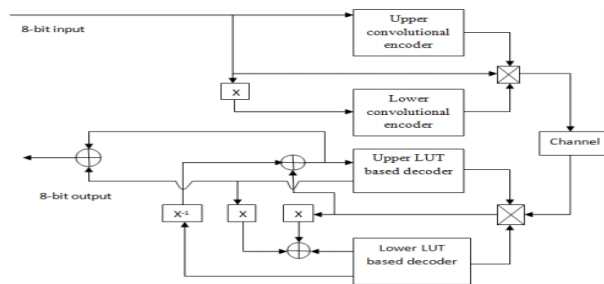 8-bit input
Upper
convolutional
encoder
X
Lower
convolutional
encoder
Channel
Upper LUT
based decoder
8-bit output
X-1
X
X
Lower LUT
based decoder